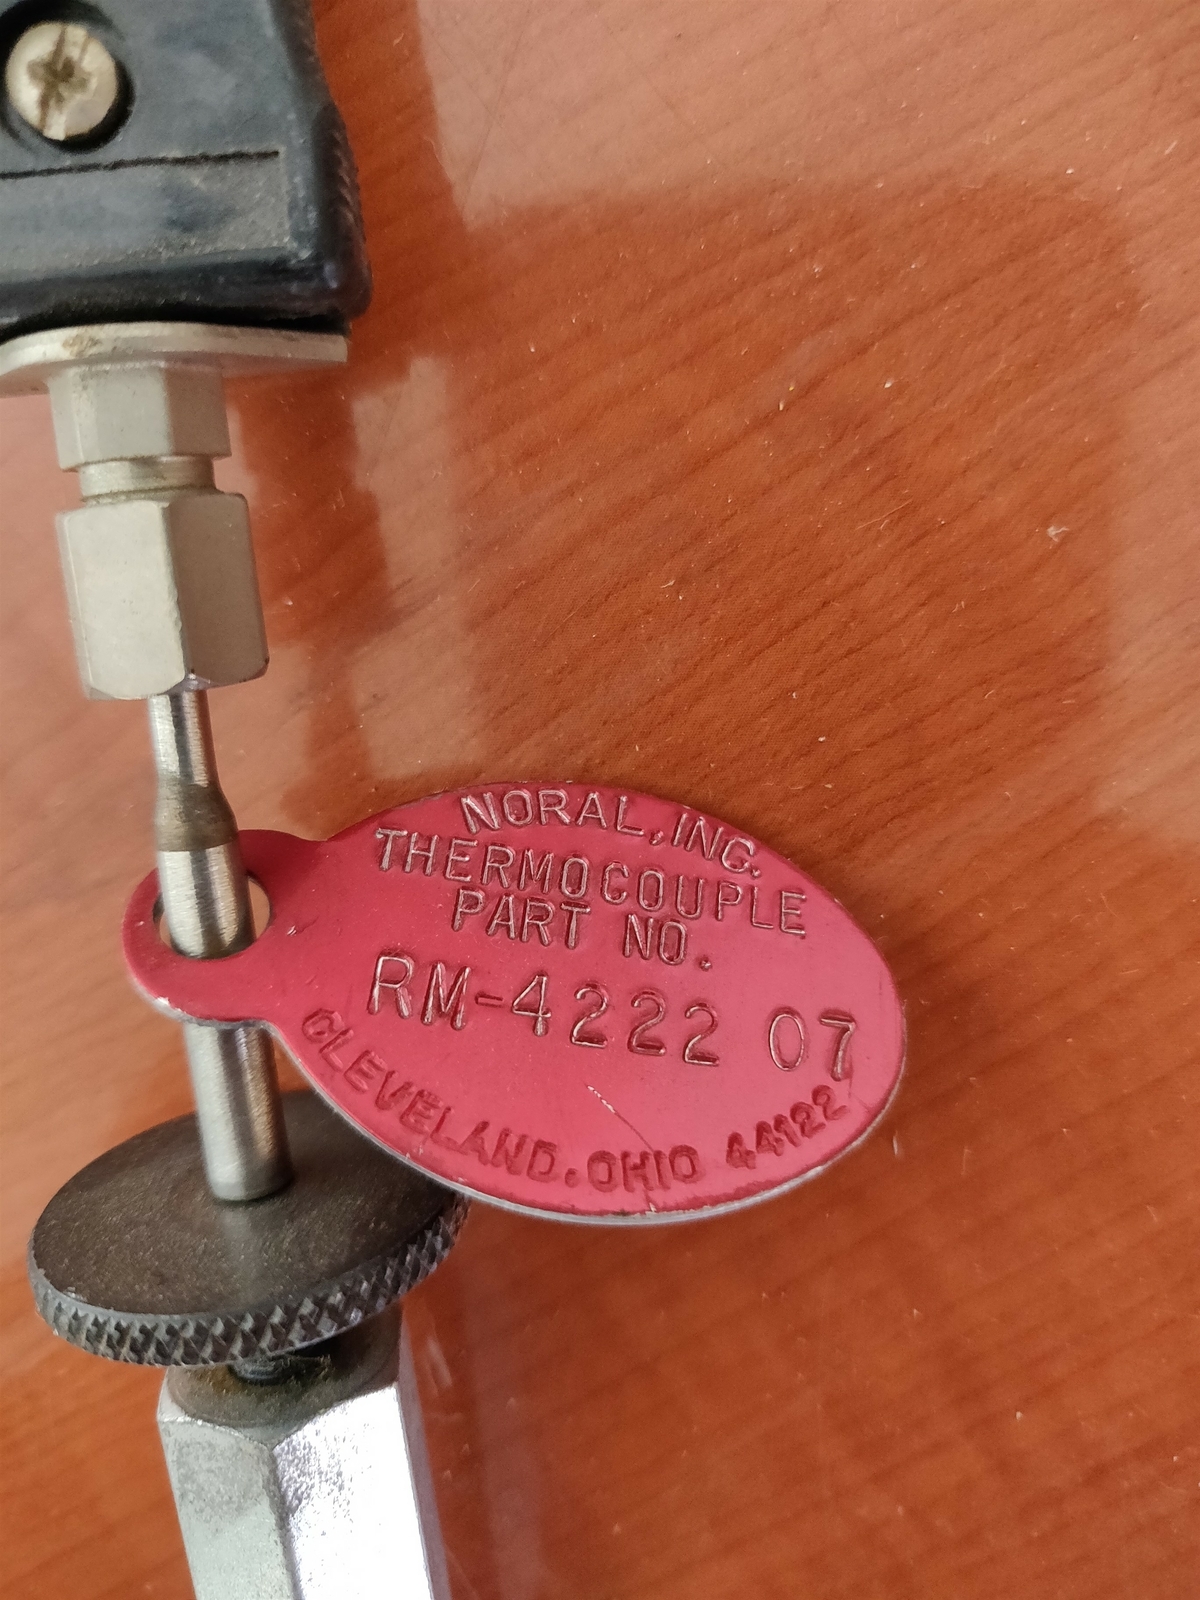 NORAL, INC.
THERMOCOUPLE
PART NO.
RM-4222 07
CLEVELAND, OHIO 44122